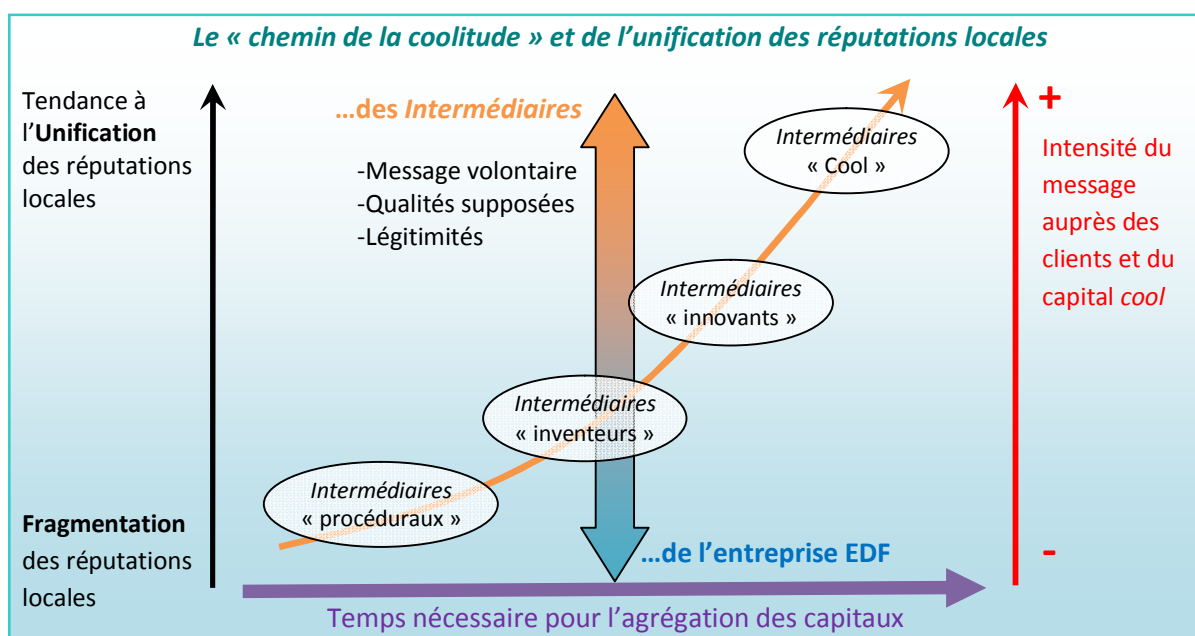 Le « chemin de la coolitude » et de l’unification des réputations locales
Tendance à
l’Unification
des réputations
locales
…des Intermédiaires
-Message volontaire
-Qualités supposées
-Légitimités
Intermédiaires
« Cool »
+
Intensité du
message
auprès des
clients et du
capital cool
Intermédiaires
« innovants »
Intermédiaires
« inventeurs »
Intermédiaires
« procéduraux »
Fragmentation
des réputations
locales
…de l’entreprise EDF
-
Temps nécessaire pour l’agrégation des capitaux